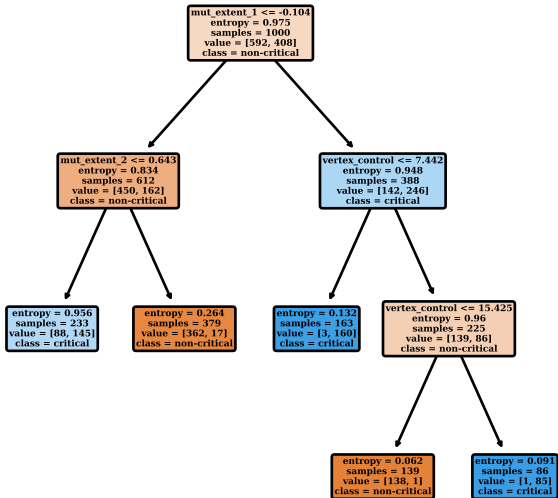 mut_extent_1 <= -0.104
entropy = 0.975
samples = 1000
value = [592, 408]
class = non-critical
mut_extent_2 <= 0.643
entropy = 0.834
samples = 612
value = [450, 162]
class = non-critical
vertex_control <= 7.442
entropy = 0.948
samples = 388
value = [142, 246]
class = critical
entropy = 0.956
samples = 233
value = [88, 145]
class = critical
entropy = 0.264
samples = 379
value = [362, 17]
class = non-critical
entropy = 0.132
samples = 163
value = [3, 160]
class = critical
vertex_control <= 15.425
entropy = 0.96
samples = 225
value = [139, 86]
class = non-critical
entropy = 0.062
samples = 139
value = [138, 1]
class = non-critical
entropy = 0.091
samples = 86
value = [1, 85]
class = critical